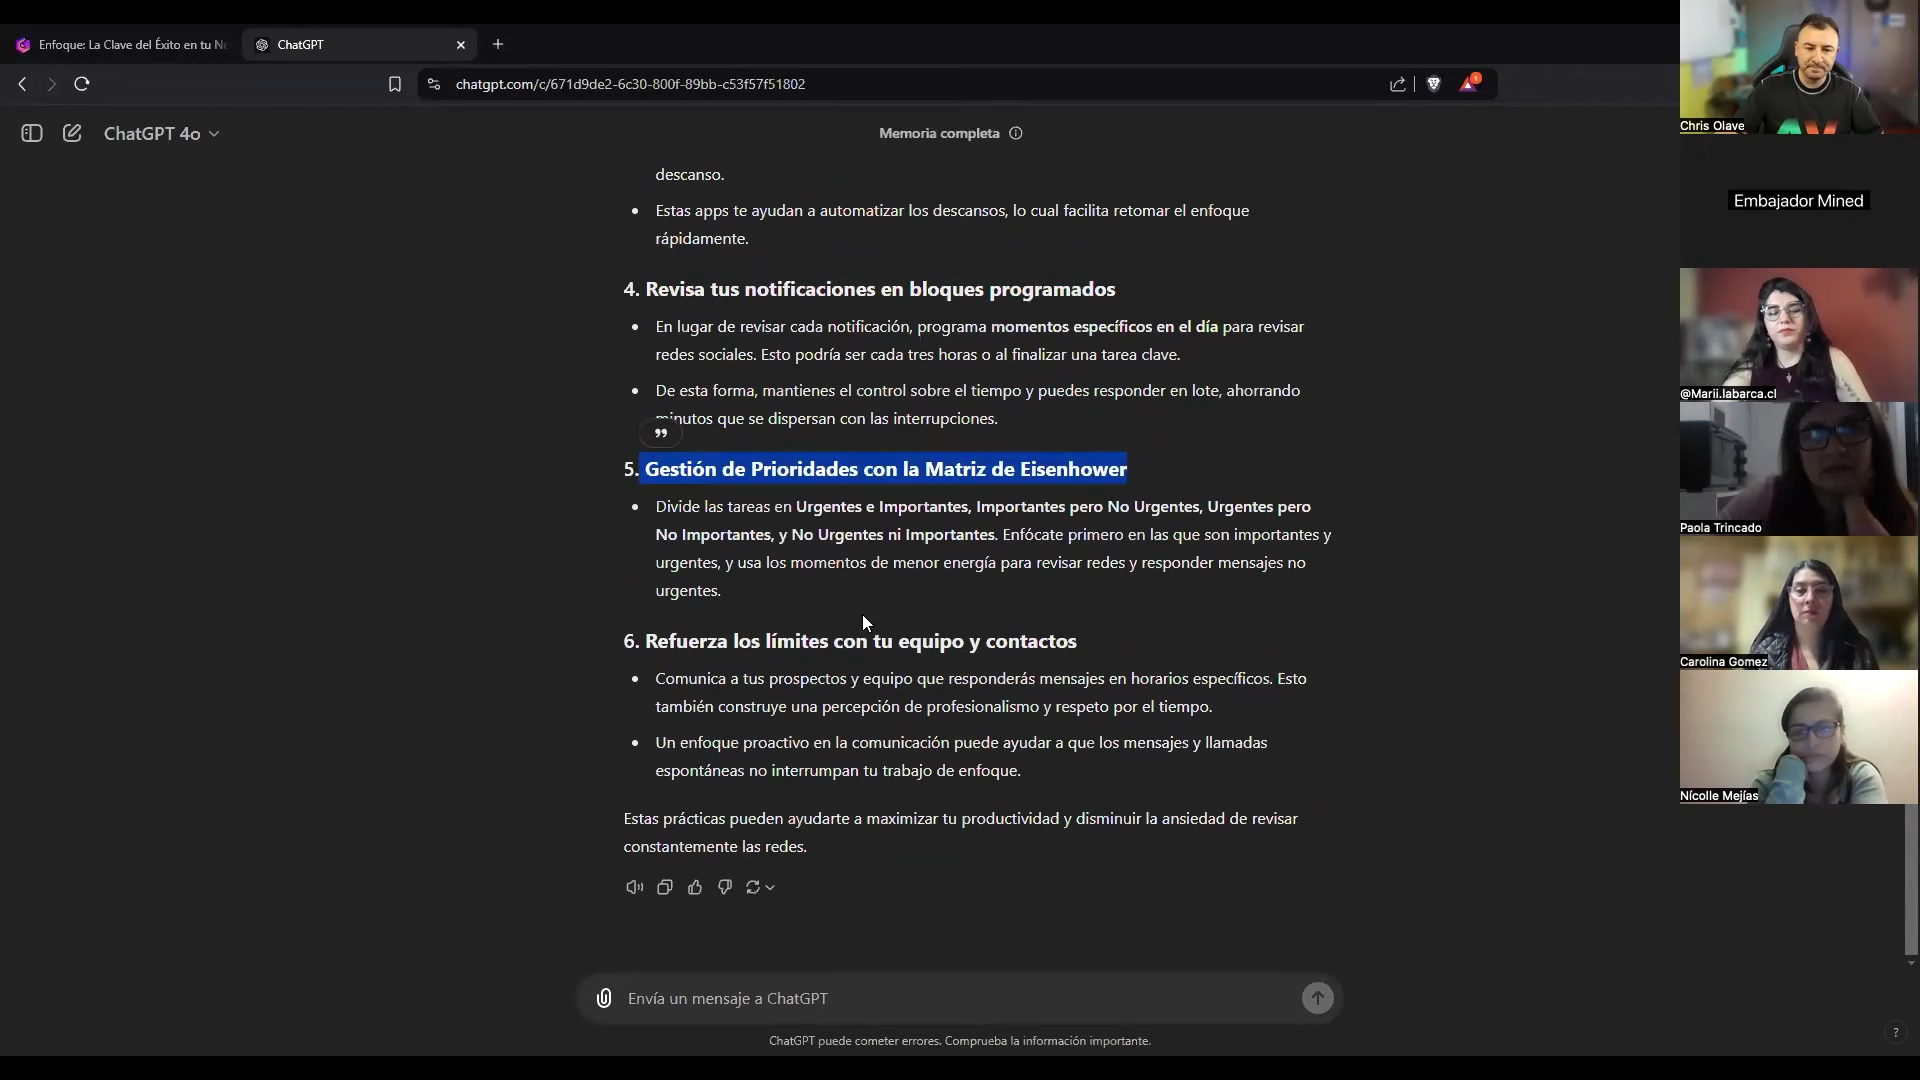 Enfoque: La Clave del Éxito en tu Ne
ChatGPT
chatgpt.com/c/671d9de2-6c30-800f-89bb-c53f57f51802
1
ChatGPT 4o
Memoria completa
descanso.
Estas apps te ayudan a automatizar los descansos, lo cual facilita retomar el enfoque
rápidamente.
4. Revisa tus notificaciones en bloques programados
En lugar de revisar cada notificación, programa momentos específicos en el día para revisar
redes sociales. Esto podría ser cada tres horas o al finalizar una tarea clave.
De esta forma, mantienes el control sobre el tiempo y puedes responder en lote, ahorrando
minutos que se dispersan con las interrupciones.
5. Gestión de Prioridades con la Matriz de Eisenhower
Divide las tareas en Urgentes e Importantes, Importantes pero No Urgentes, Urgentes pero
No Importantes, y No Urgentes ni Importantes. Enfócate primero en las que son importantes y
urgentes, y usa los momentos de menor energía para revisar redes y responder mensajes no
urgentes.
6. Refuerza los límites con tu equipo y contactos
Comunica a tus prospectos y equipo que responderás mensajes en horarios específicos. Esto
también construye una percepción de profesionalismo y respeto por el tiempo.
Un enfoque proactivo en la comunicación puede ayudar a que los mensajes y llamadas
espontáneas no interrumpan tu trabajo de enfoque.
Estas prácticas pueden ayudarte a maximizar tu productividad y disminuir la ansiedad de revisar
constantemente las redes.
Envía un mensaje a ChatGPT
ChatGPT puede cometer errores. Comprueba la información importante.
?
Chris Olave
Embajador Mined
@Marii.labarca.cl
Paola Trincado
Carolina Gomez
Nícolle Mejías